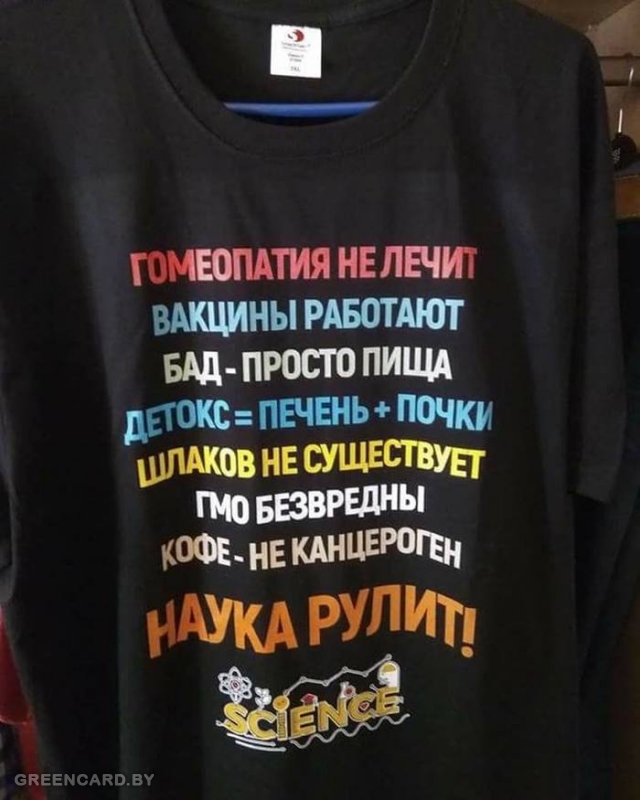 ГОМЕОПАТИЯ НЕ ЛЕЧИТ
ВАКЦИНЫ РАБОТАЮТ
БАД - ПРОСТО ПИЩА
ДЕТОКС = ПЕЧЕНЬ + ПОЧКИ
ШЛАКОВ НЕ СУЩЕСТВУЕТ
ГМО БЕЗВРЕДНЫ
КОФЕ - НЕ КАНЦЕРОГЕН
НАУКА РУЛИТ!
SCIENCE
GREENCARD.BY